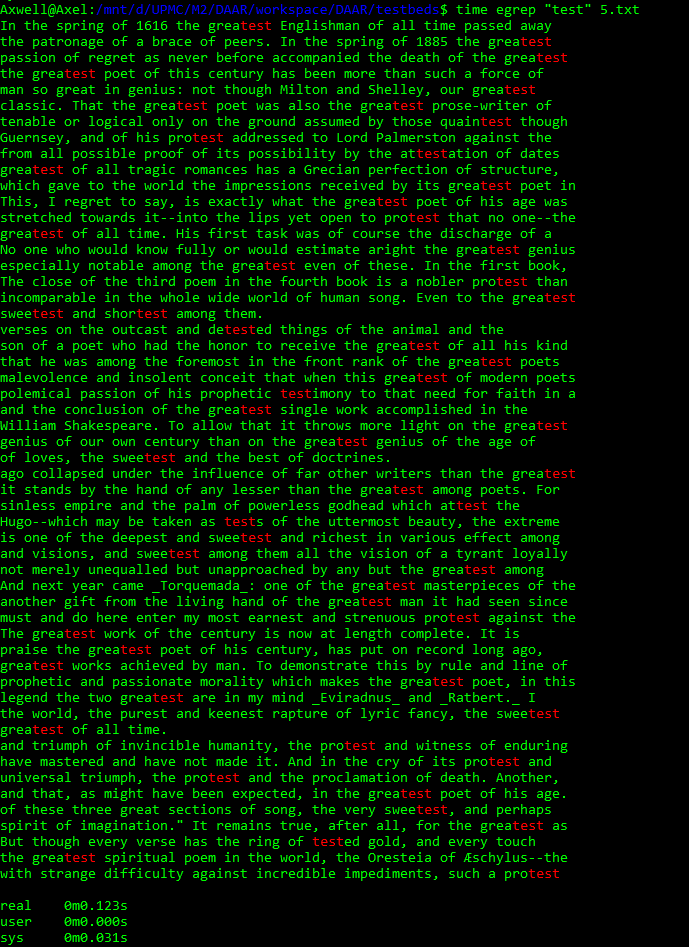 Axwell@Axel:/mnt/d/UPMC/M2/DAAR/workspace/DAAR/testbeds$ time egrep "test" 5.txt
In the spring of 1616 the greatest Englishman of all time passed away
the patronage of a brace of peers. In the spring of 1885 the greatest
passion of regret as never before accompanied the death of the greatest
the greatest poet of this century has been more than such a force of
man so great in genius: not though Milton and Shelley, our greatest
classic. That the greatest poet was also the greatest prose-writer of
tenable or logical only on the ground assumed by those quaintest though
Guernsey, and of his protest addressed to Lord Palmerston against the
from all possible proof of its possibility by the attestation of dates
greatest of all tragic romances has a Grecian perfection of structure,
which gave to the world the impressions received by its greatest poet in
This, I regret to say, is exactly what the greatest poet of his age was
stretched towards it--into the lips yet open to protest that no one--the
greatest of all time. His first task was of course the discharge of a
No one who would know fully or would estimate aright the greatest genius
especially notable among the greatest even of these. In the first book,
The close of the third poem in the fourth book is a nobler protest than
incomparable in the whole wide world of human song. Even to the greatest
sweetest and shortest among them.
verses on the outcast and detested things of the animal and the
son of a poet who had the honor to receive the greatest of all his kind
that he was among the foremost in the front rank of the greatest poets
malevolence and insolent conceit that when this greatest of modern poets
polemical passion of his prophetic testimony to that need for faith in a
and the conclusion of the greatest single work accomplished in the
William Shakespeare. To allow that it throws more light on the greatest
genius of our own century than on the greatest genius of the age of
of loves, the sweetest and the best of doctrines.
ago collapsed under the influence of far other writers than the greatest
it stands by the hand of any lesser than the greatest among poets. For
sinless empire and the palm of powerless godhead which attest the
Hugo--which may be taken as tests of the uttermost beauty, the extreme
is one of the deepest and sweetest and richest in various effect among
and visions, and sweetest among them all the vision of a tyrant loyally
not merely unequalled but unapproached by any but the greatest among
And next year came _Torquemada_: one of the greatest masterpieces of the
another gift from the living hand of the greatest man it had seen since
must and do here enter my most earnest and strenuous protest against the
The greatest work of the century is now at length complete. It is
praise the greatest poet of his century, has put on record long ago,
greatest works achieved by man. To demonstrate this by rule and line of
prophetic and passionate morality which makes the greatest poet, in this
legend the two greatest are in my mind _Eviradnus_ and _Ratbert._ I
the world, the purest and keenest rapture of lyric fancy, the sweetest
greatest of all time.
and triumph of invincible humanity, the protest and witness of enduring
have mastered and have not made it. And in the cry of its protest and
universal triumph, the protest and the proclamation of death. Another,
and that, as might have been expected, in the greatest poet of his age.
of these three great sections of song, the very sweetest, and perhaps
spirit of imagination." It remains true, after all, for the greatest as
But though every verse has the ring of tested gold, and every touch
the greatest spiritual poem in the world, the Oresteia of Æschylus--the
with strange difficulty against incredible impediments, such a protest
real 0m0.123s
user 0m0.000s
sys 0m0.031s